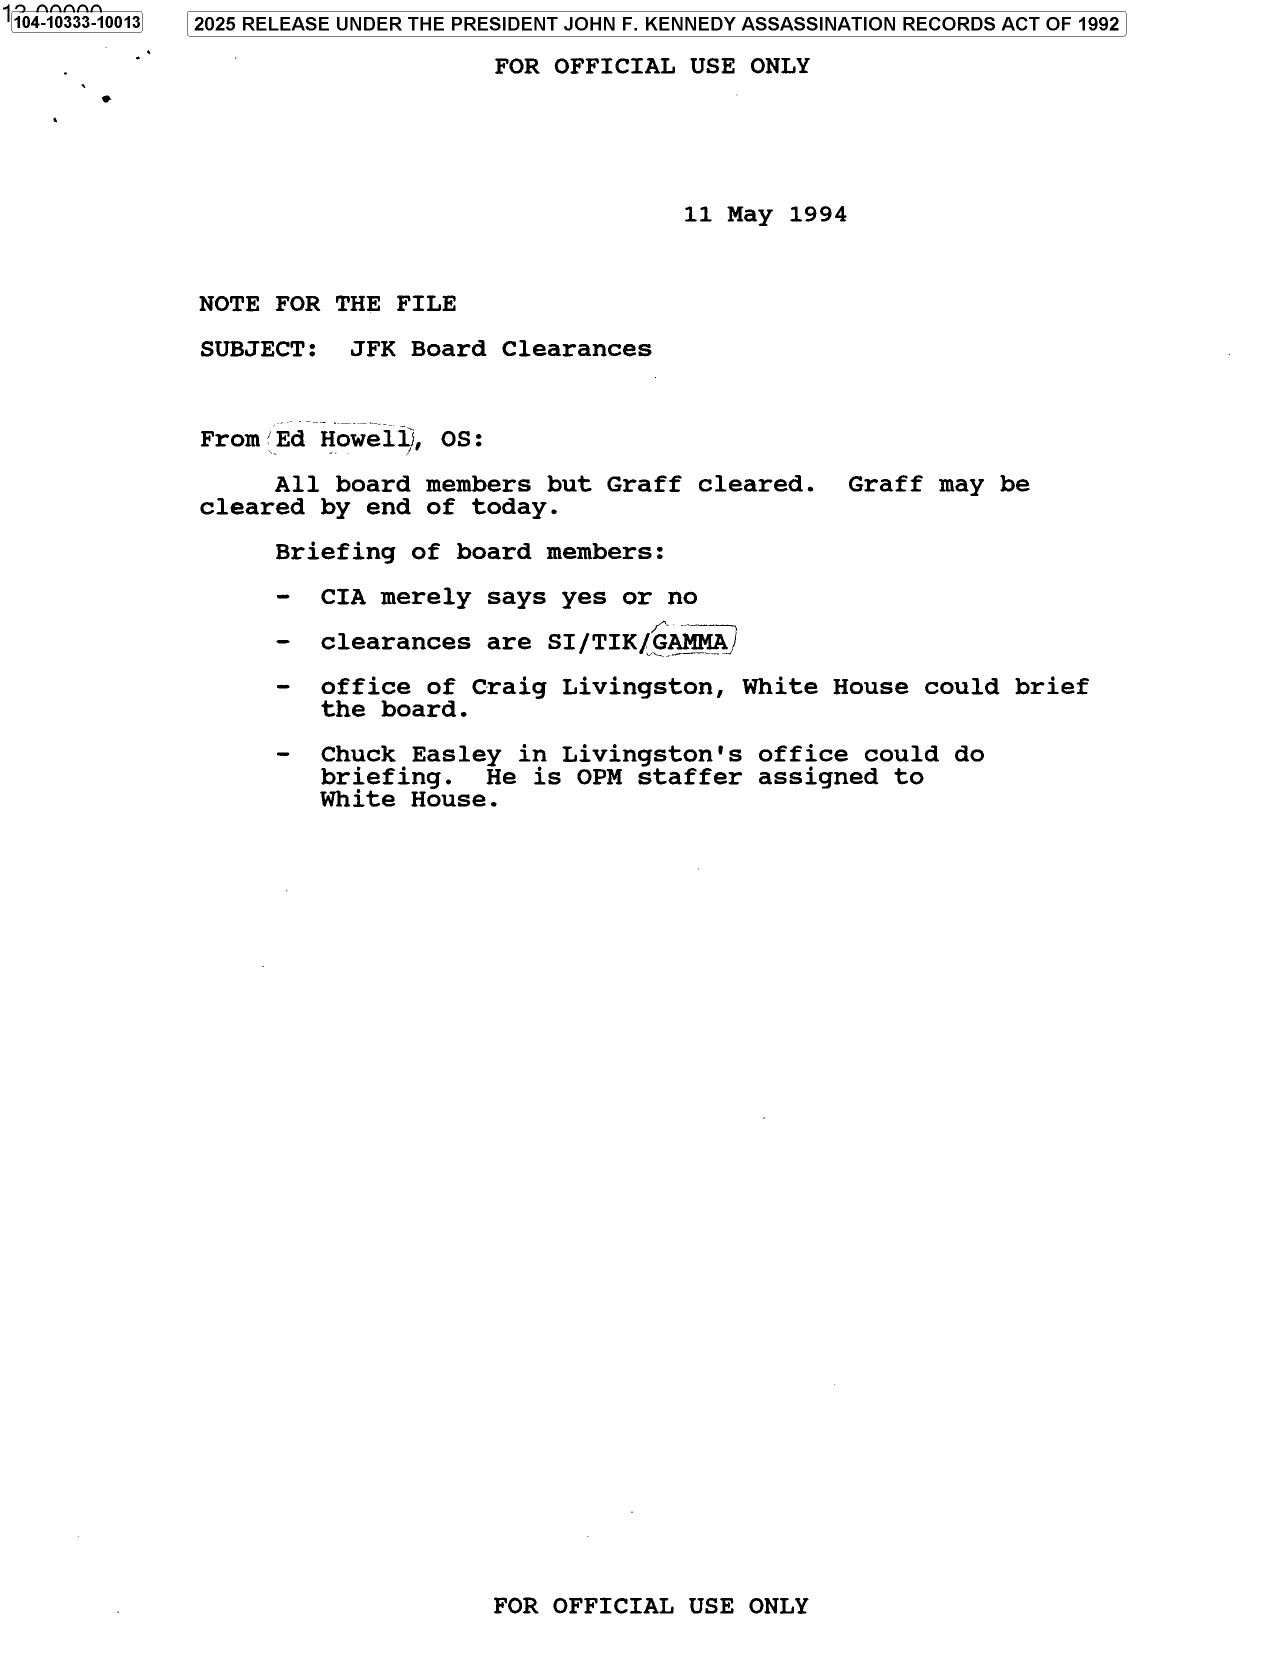 104-10333-10013
2025 RELEASE UNDER THE PRESIDENT JOHN F. KENNEDY ASSASSINATION RECORDS ACT OF 1992
FOR OFFICIAL USE ONLY
11 May 1994
NOTE FOR THE FILE
SUBJECT: JFK Board Clearances
From Ed Howell, OS:
All board members but Graff cleared. Graff may be
cleared by end of today.
Briefing of board members:
- CIA merely says yes or no
- clearances are SI/TIK/GAMMA
- office of Craig Livingston, White House could brief
the board.
- Chuck Easley in Livingston's office could do
briefing. He is OPM staffer assigned to
White House.
FOR OFFICIAL USE ONLY